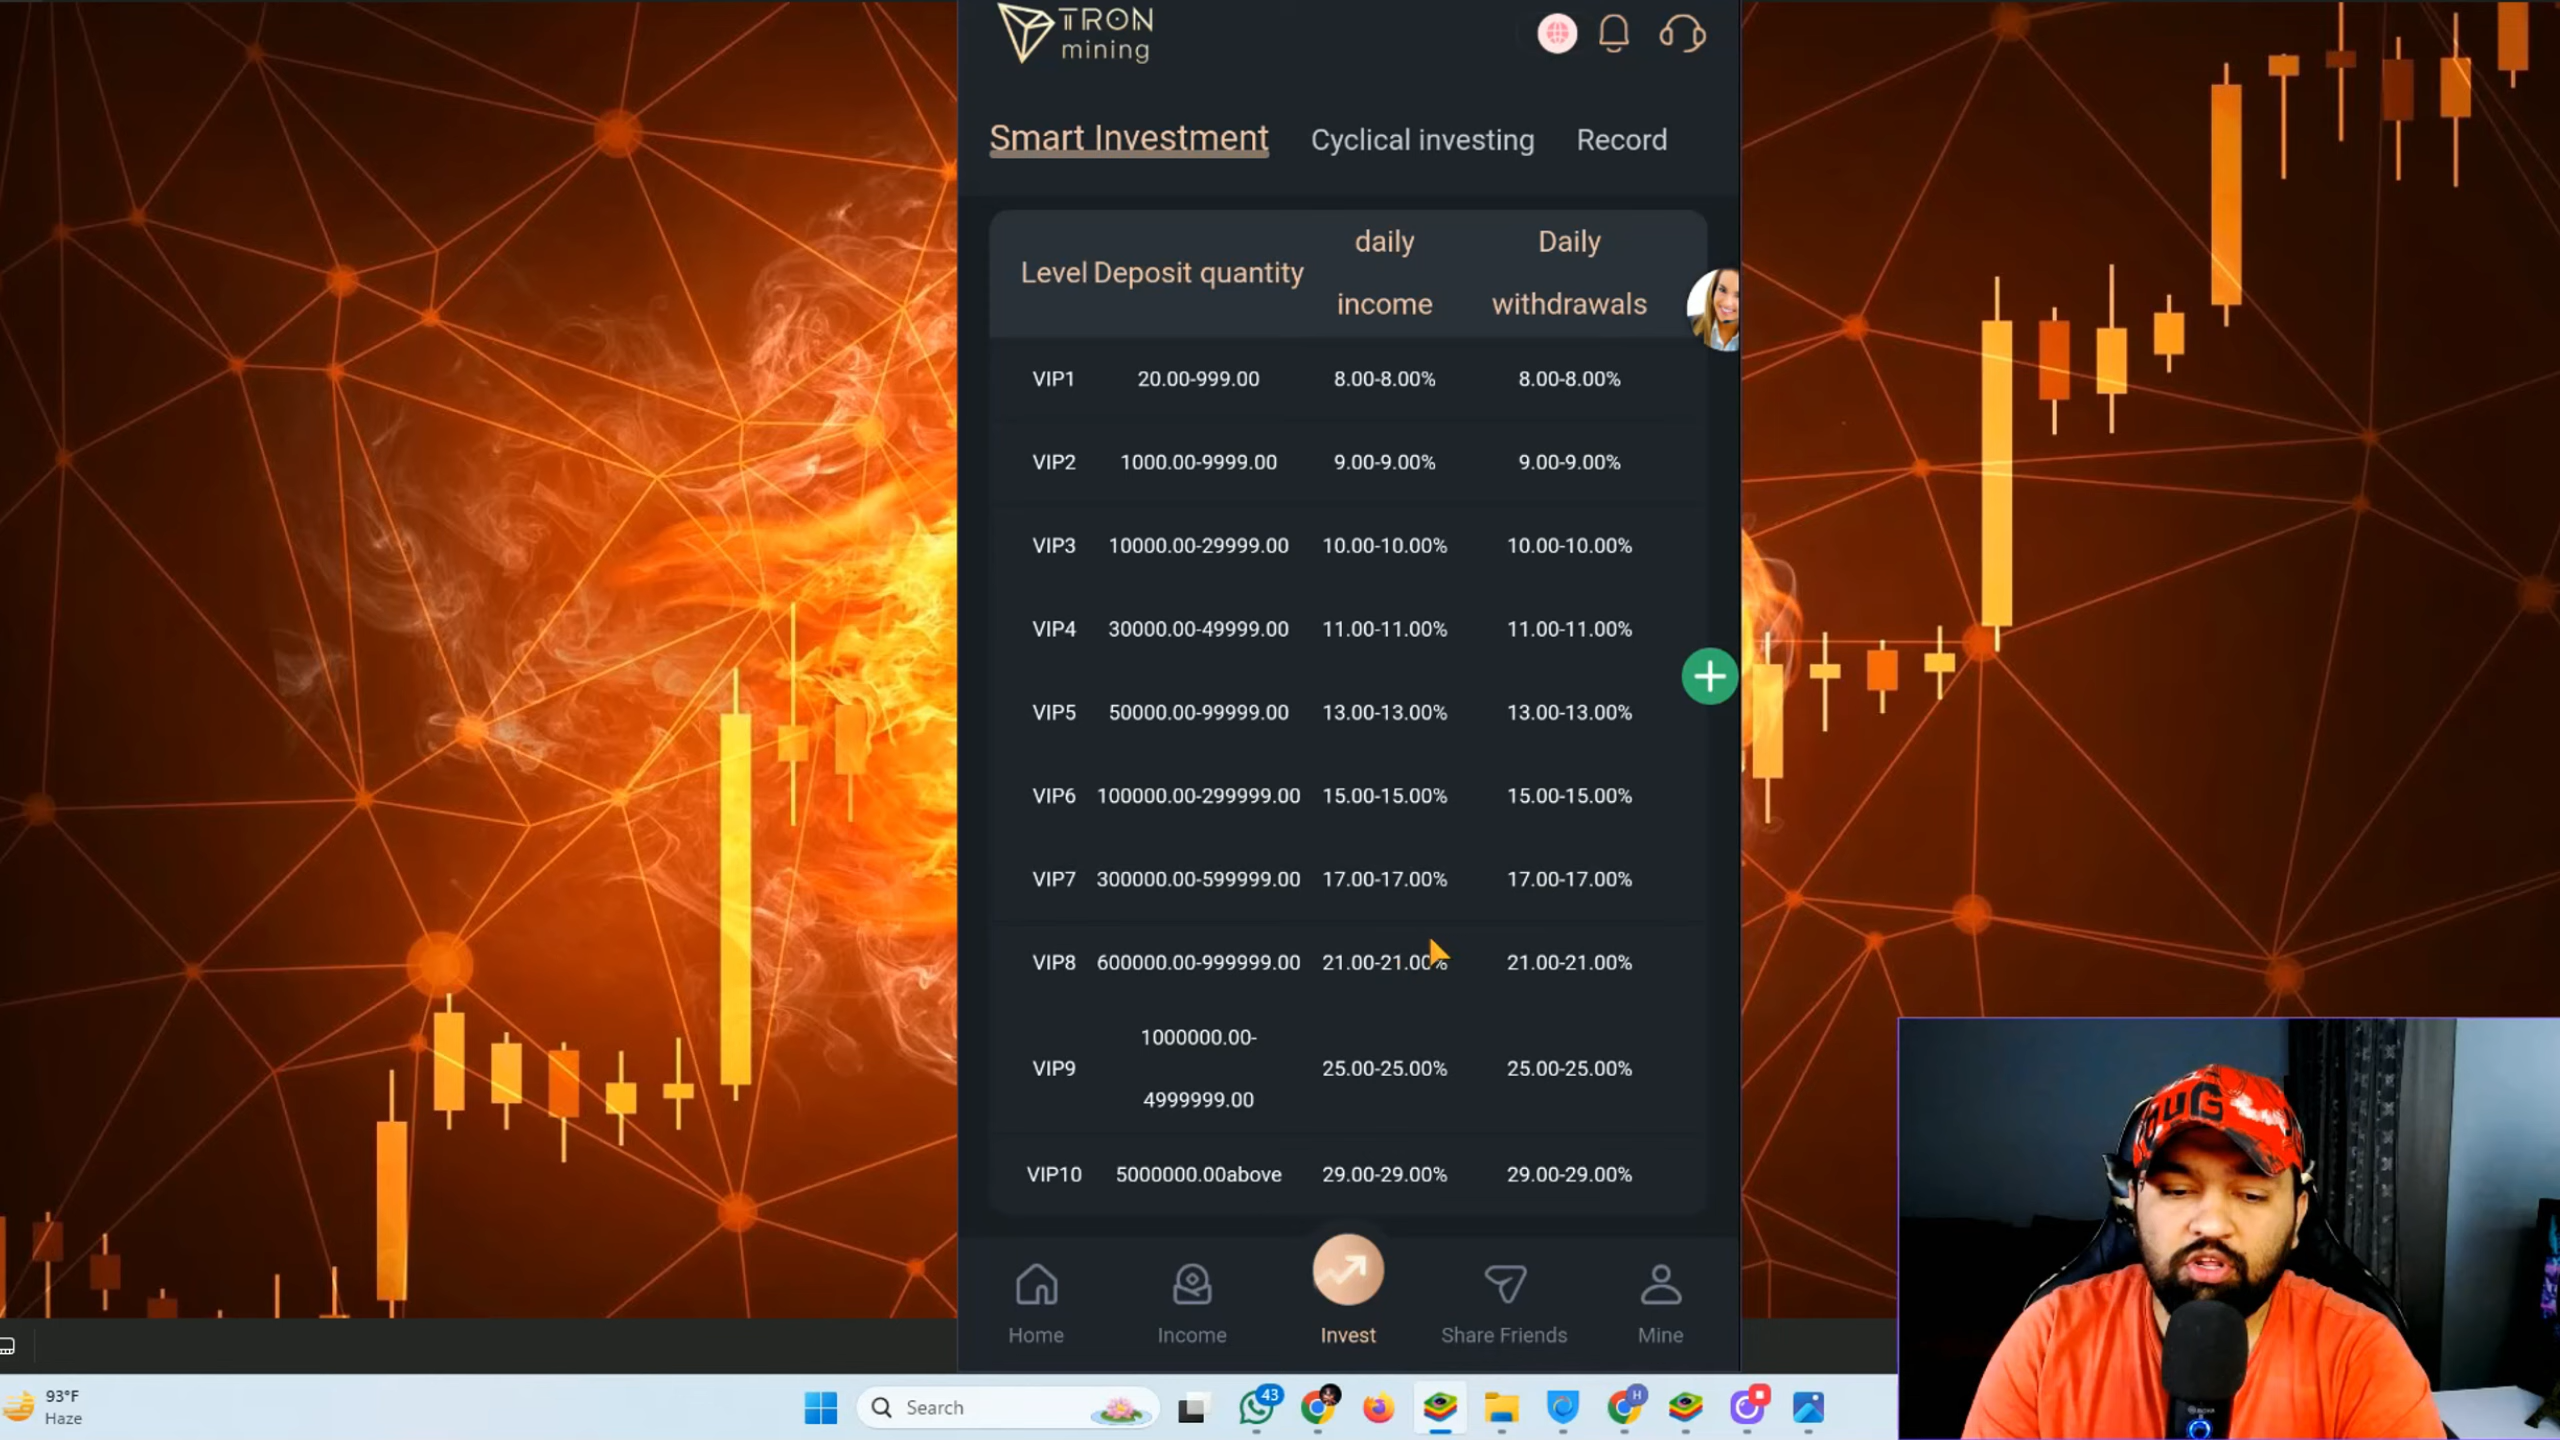 TRON
mining
Smart Investment Cyclical investing Record
Level Deposit quantity daily income Daily withdrawals
VIP1 20.00-999.00 8.00-8.00% 8.00-8.00%
VIP2 1000.00-9999.00 9.00-9.00% 9.00-9.00%
VIP3 10000.00-29999.00 10.00-10.00% 10.00-10.00%
VIP4 30000.00-49999.00 11.00-11.00% 11.00-11.00%
VIP5 50000.00-99999.00 13.00-13.00% 13.00-13.00%
VIP6 100000.00-299999.00 15.00-15.00% 15.00-15.00%
VIP7 300000.00-599999.00 17.00-17.00% 17.00-17.00%
VIP8 600000.00-999999.00 21.00-21.00% 21.00-21.00%
VIP9 1000000.00-4999999.00 25.00-25.00% 25.00-25.00%
VIP10 5000000.00above 29.00-29.00% 29.00-29.00%
Home Income Invest Share Friends Mine
93°F
Haze
Search
43
H